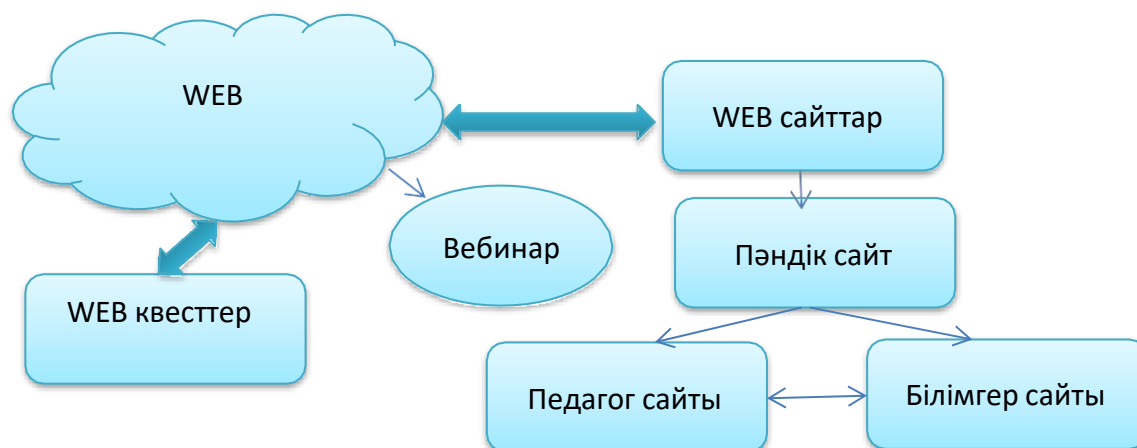 WEB
WEB сайттар
Вебинар
Пәндік сайт
WEB квесттер
Педагог сайты
Білімгер сайты